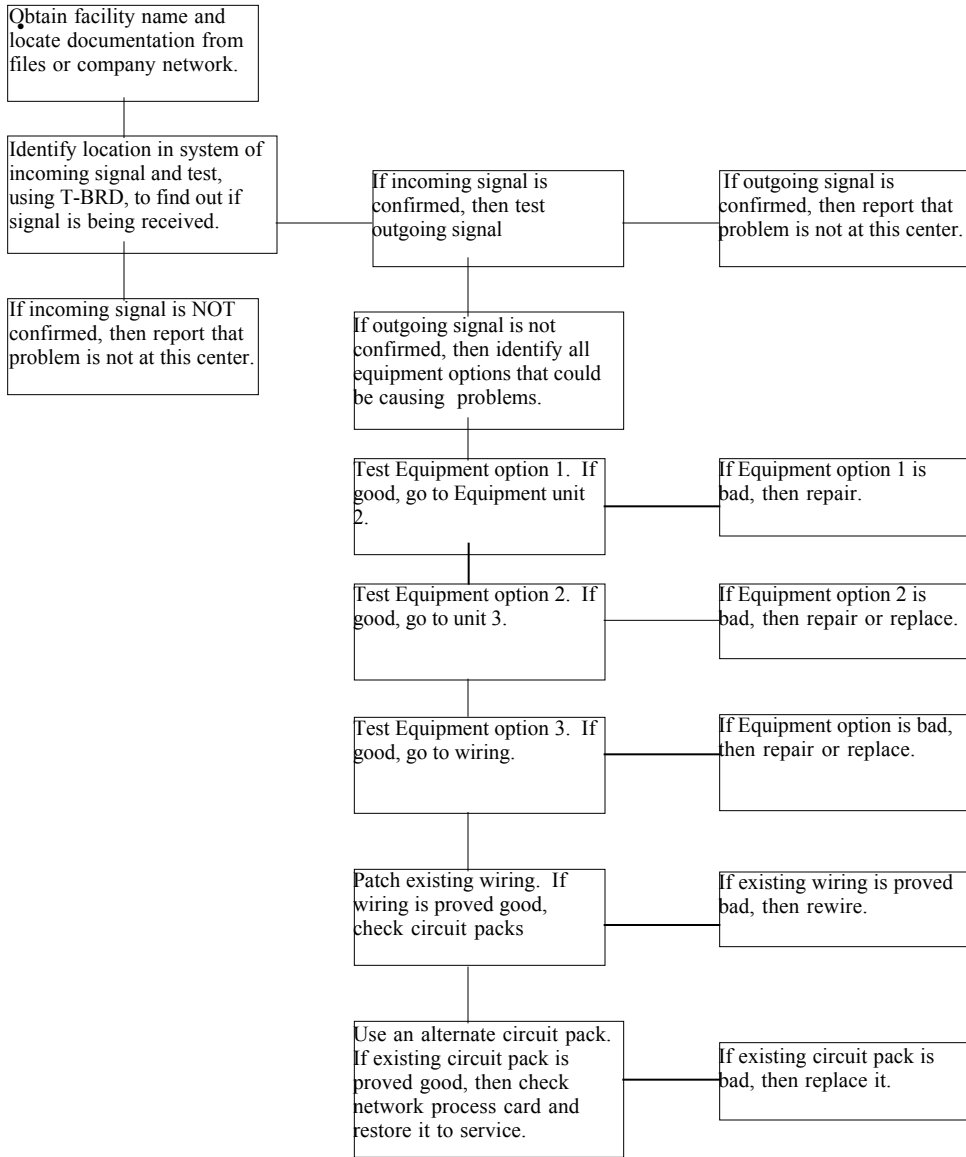 Obtain facility name and
locate documentation from
files or company network.
Identify location in system of
incoming signal and test,
using T-BRD, to find out if
signal is being received.
If incoming signal is
confirmed, then test
outgoing signal
If outgoing signal is
confirmed, then report that
problem is not at this center.
If incoming signal is NOT
confirmed, then report that
problem is not at this center.
If outgoing signal is not
confirmed, then identify all
equipment options that could
be causing problems.
Test Equipment option 1. If
good, go to Equipment unit
2.
If Equipment option 1 is
bad, then repair.
Test Equipment option 2. If
good, go to unit 3.
If Equipment option 2 is
bad, then repair or replace.
Test Equipment option 3. If
good, go to wiring.
If Equipment option is bad,
then repair or replace.
Patch existing wiring. If
wiring is proved good,
check circuit packs
If existing wiring is proved
bad, then rewire.
Use an alternate circuit pack.
If existing circuit pack is
proved good, then check
network process card and
restore it to service.
If existing circuit pack is
bad, then replace it.